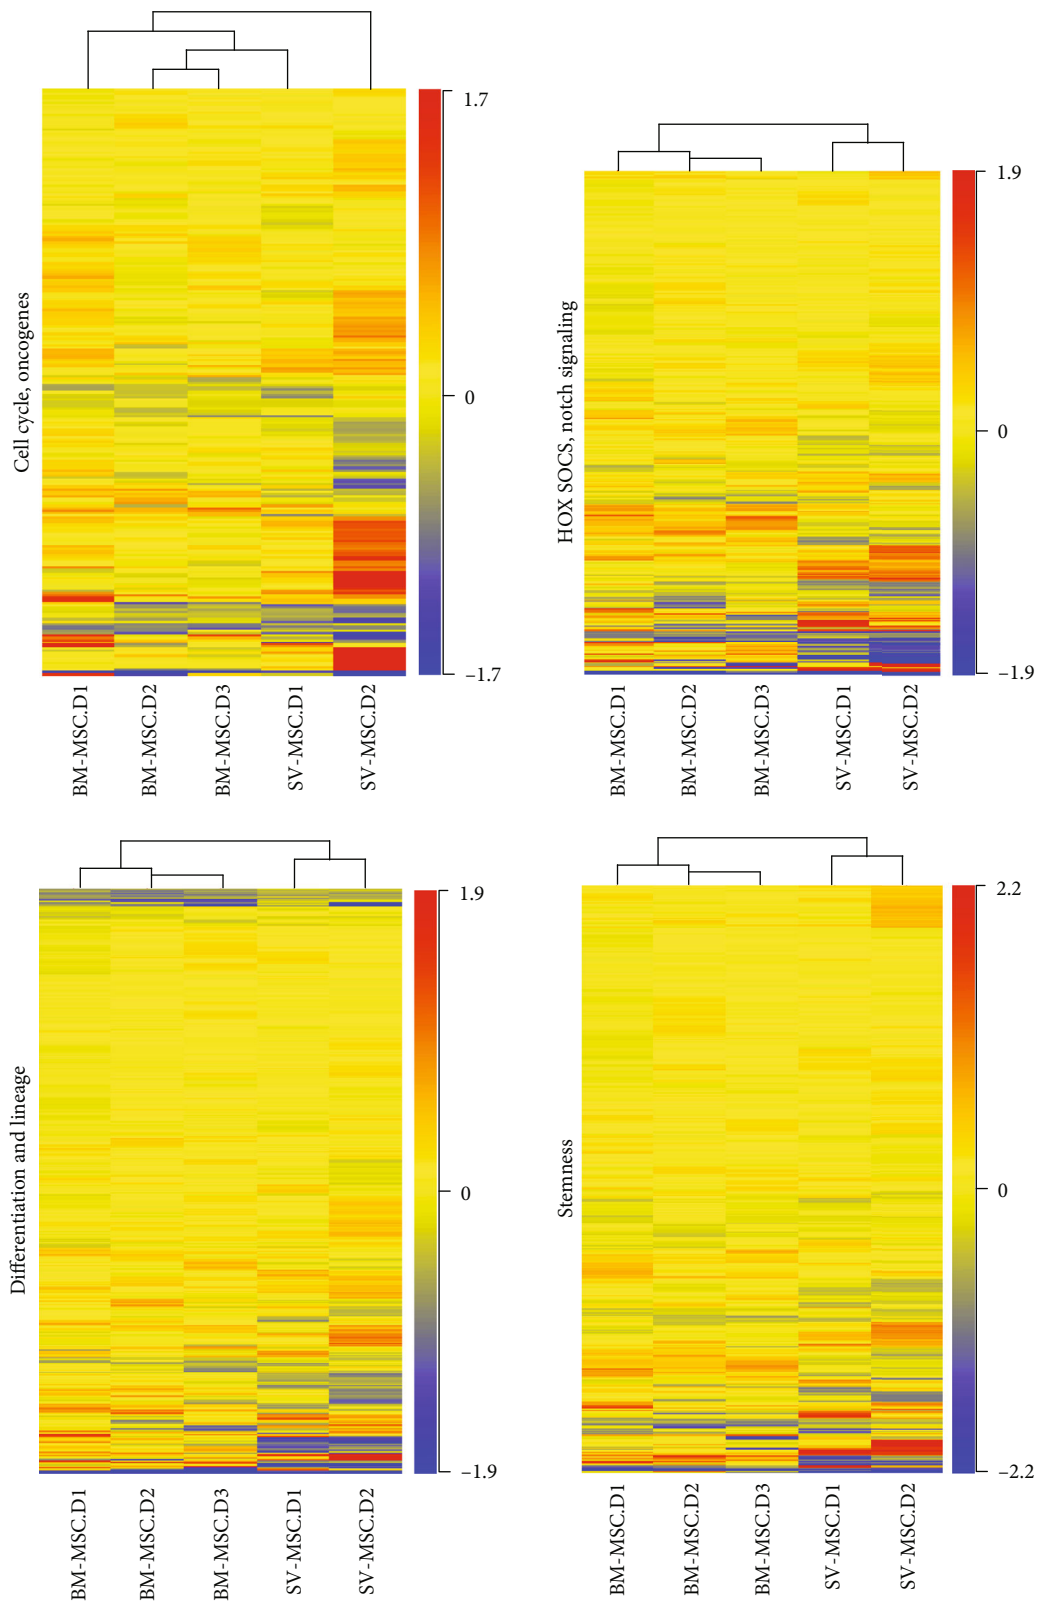 Cell cycle, oncogenes
1.7
0
−1.7
BM-MSC.D1
BM-MSC.D2
BM-MSC.D3
SV-MSC.D1
SV-MSC.D2
HOX SOCS, notch signaling
1.9
0
−1.9
BM-MSC.D1
BM-MSC.D2
BM-MSC.D3
SV-MSC.D1
SV-MSC.D2
Differentiation and lineage
1.9
0
−1.9
BM-MSC.D1
BM-MSC.D2
BM-MSC.D3
SV-MSC.D1
SV-MSC.D2
Stemness
2.2
0
−2.2
BM-MSC.D1
BM-MSC.D2
BM-MSC.D3
SV-MSC.D1
SV-MSC.D2